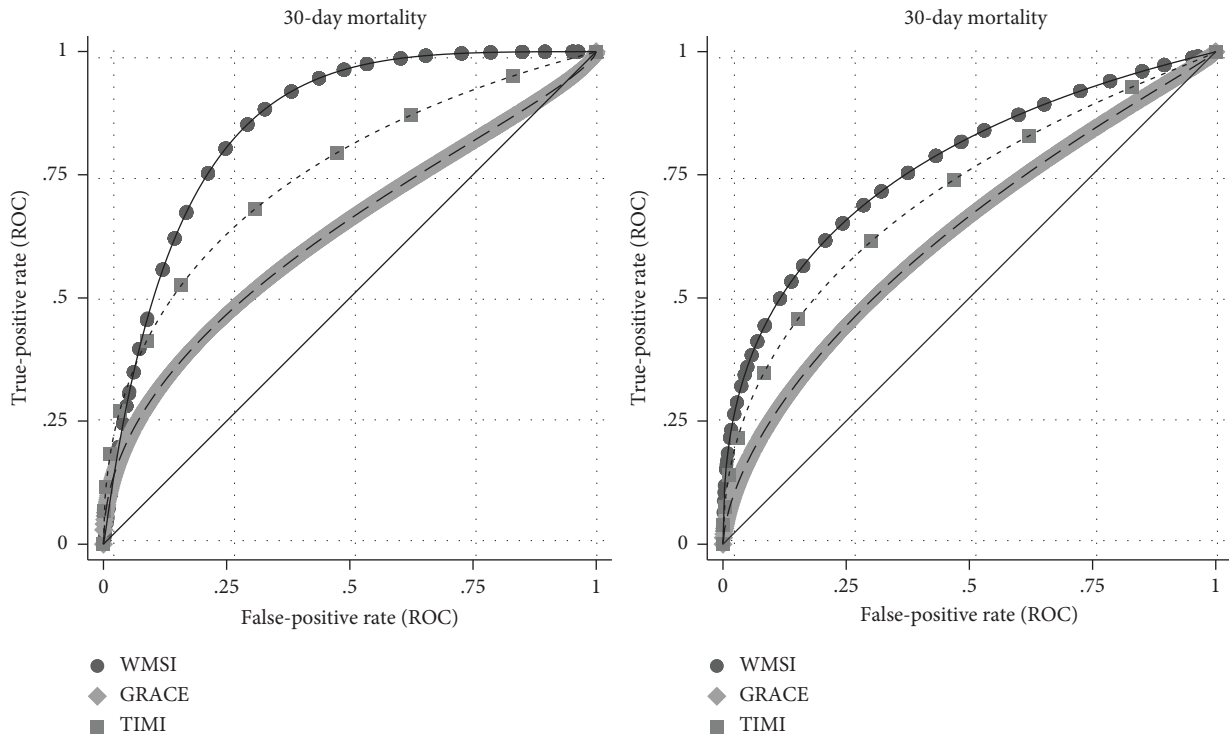 30-day mortality
1
.75
.5
.25
0
True-positive rate (ROC)
0 .25 .5 .75 1
False-positive rate (ROC)
WMSI
GRACE
TIMI
30-day mortality
1
.75
.5
.25
0
True-positive rate (ROC)
0 .25 .5 .75 1
False-positive rate (ROC)
WMSI
GRACE
TIMI